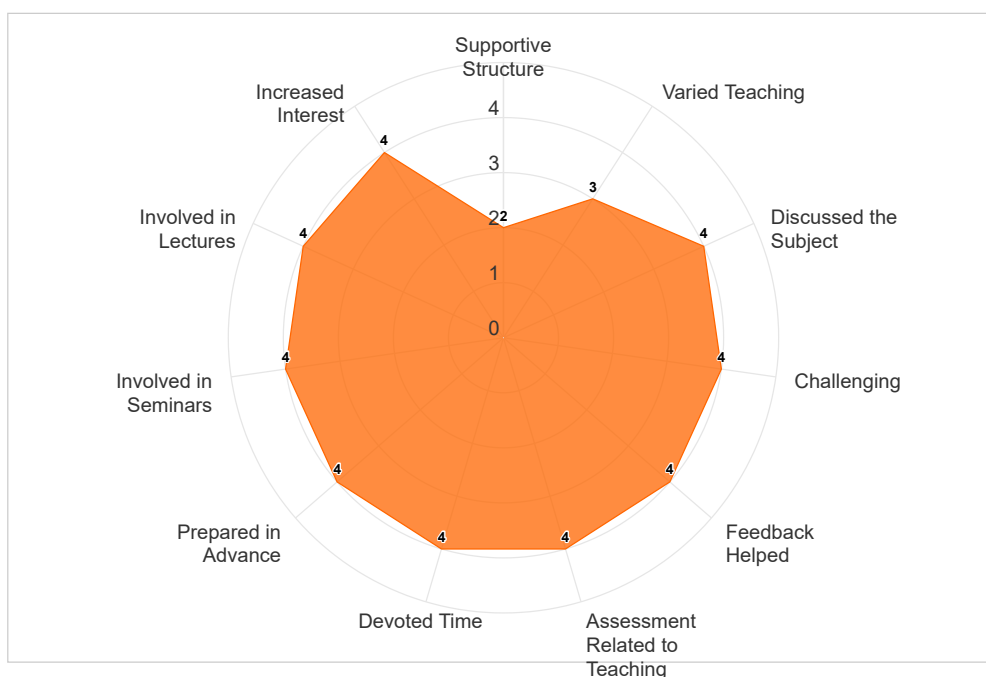 Supportive
Structure
Increased
Interest
Varied Teaching
4
4
3
3
Involved in
Lectures
4
2
2
4
Discussed the
Subject
1
0
Involved in
Seminars
4
4
Challenging
4
4
Prepared in
Advance
Feedback
Helped
4
4
Devoted Time
Assessment
Related to
Teaching